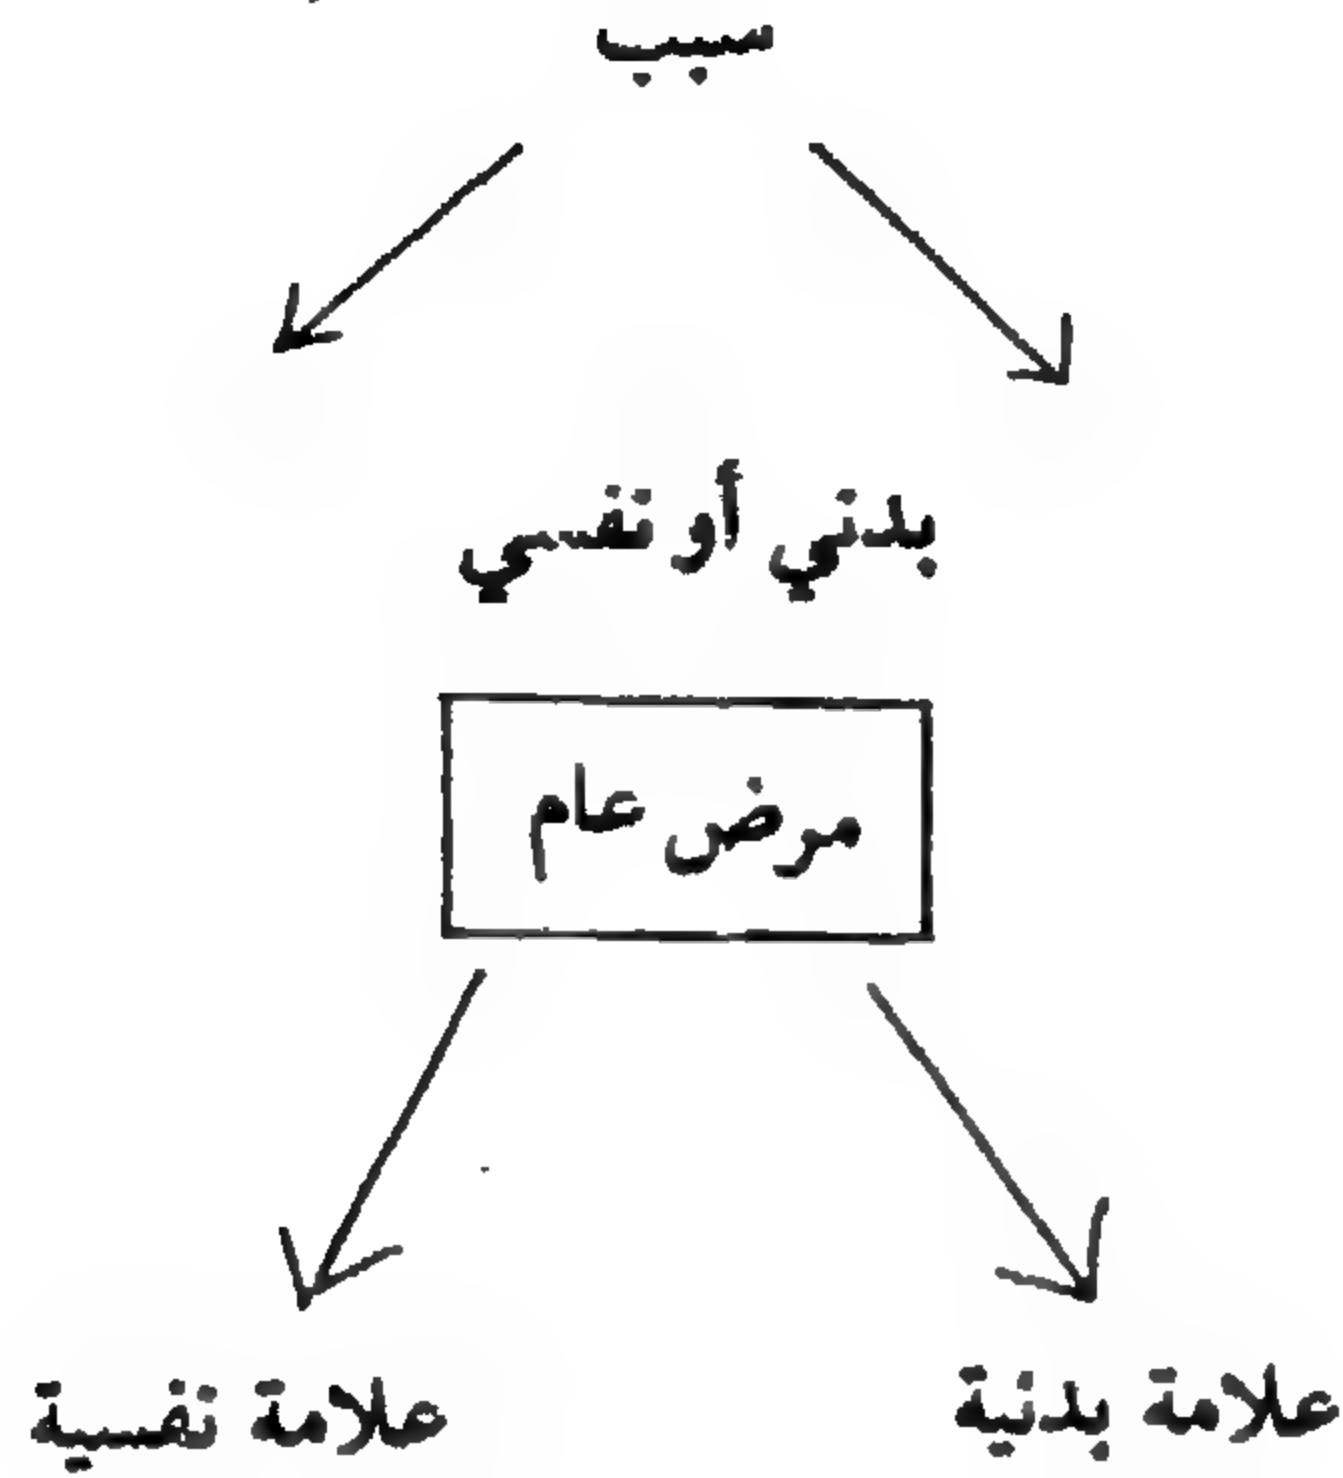 سبب
بدني أو نفسي
مرض عام
علامة بدنية
علامة نفسية